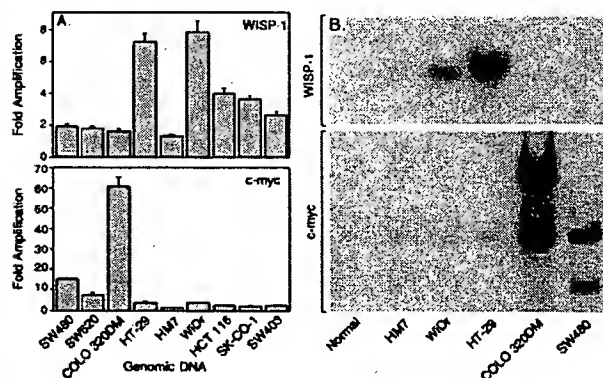 A
WISP-1
Fold Amplification
8
6
4
2
0
c-myc
Fold Amplification
70
60
50
40
30
20
10
0
SW480
SW620
COLO 320DM
HT-29
HM7
WiDr
HCT 116
SK-CO-1
SW403
Genomic DNA
B.
WISP-1
c-myc
Normal
HM7
WiDr
HT-29
COLO 320DM
SW480